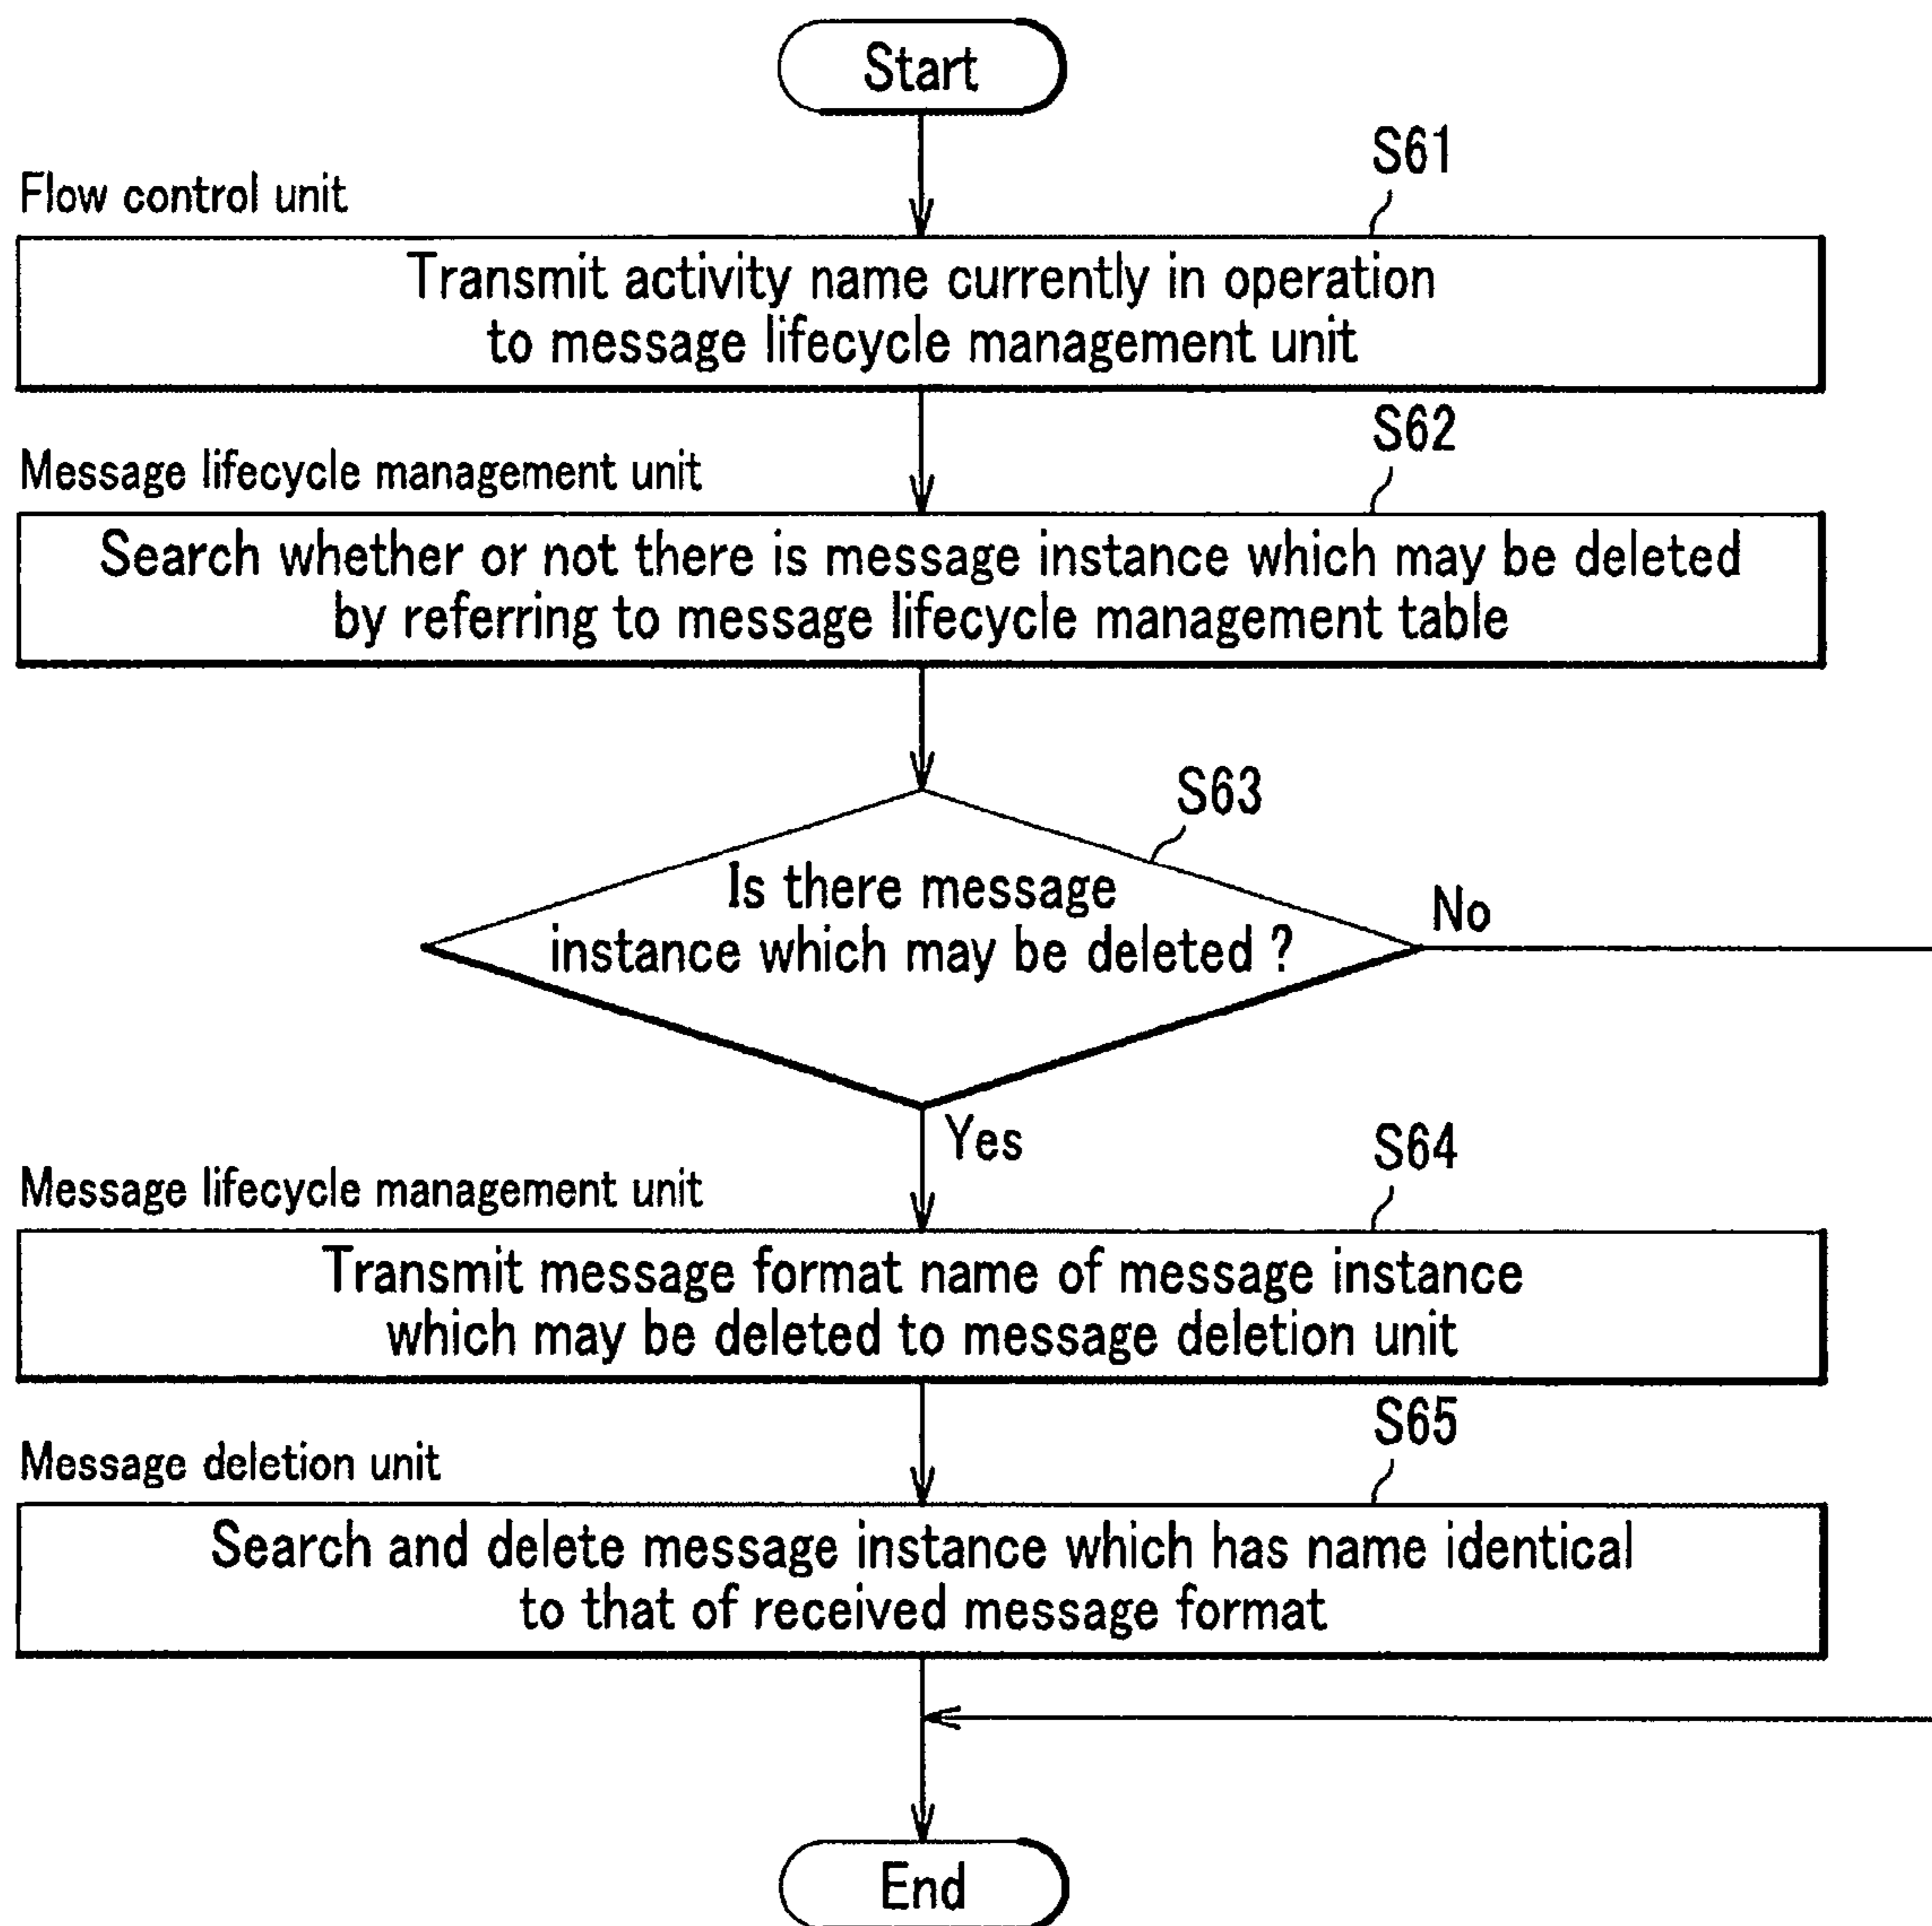 Start
S61
Flow control unit
Transmit activity name currently in operation
to message lifecycle management unit
S62
Message lifecycle management unit
Search whether or not there is message instance which may be deleted
by referring to message lifecycle management table
S63
Is there message
instance which may be deleted ?
No
Yes
S64
Message lifecycle management unit
Transmit message format name of message instance
which may be deleted to message deletion unit
S65
Message deletion unit
Search and delete message instance which has name identical
to that of received message format
End